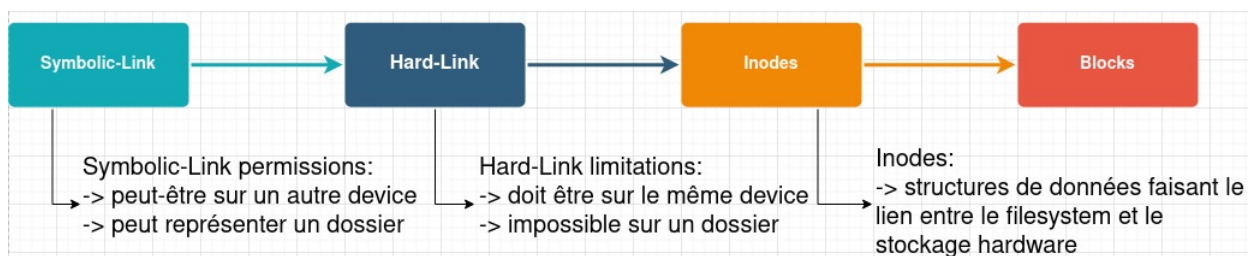 Symbolic-Link
Hard-Link
Inodes
Blocks
Symbolic-Link permissions:
-> peut-être sur un autre device
-> peut représenter un dossier
Hard-Link limitations:
-> doit être sur le même device
-> impossible sur un dossier
Inodes:
-> structures de données faisant le
lien entre le filesystem et le
stockage hardware